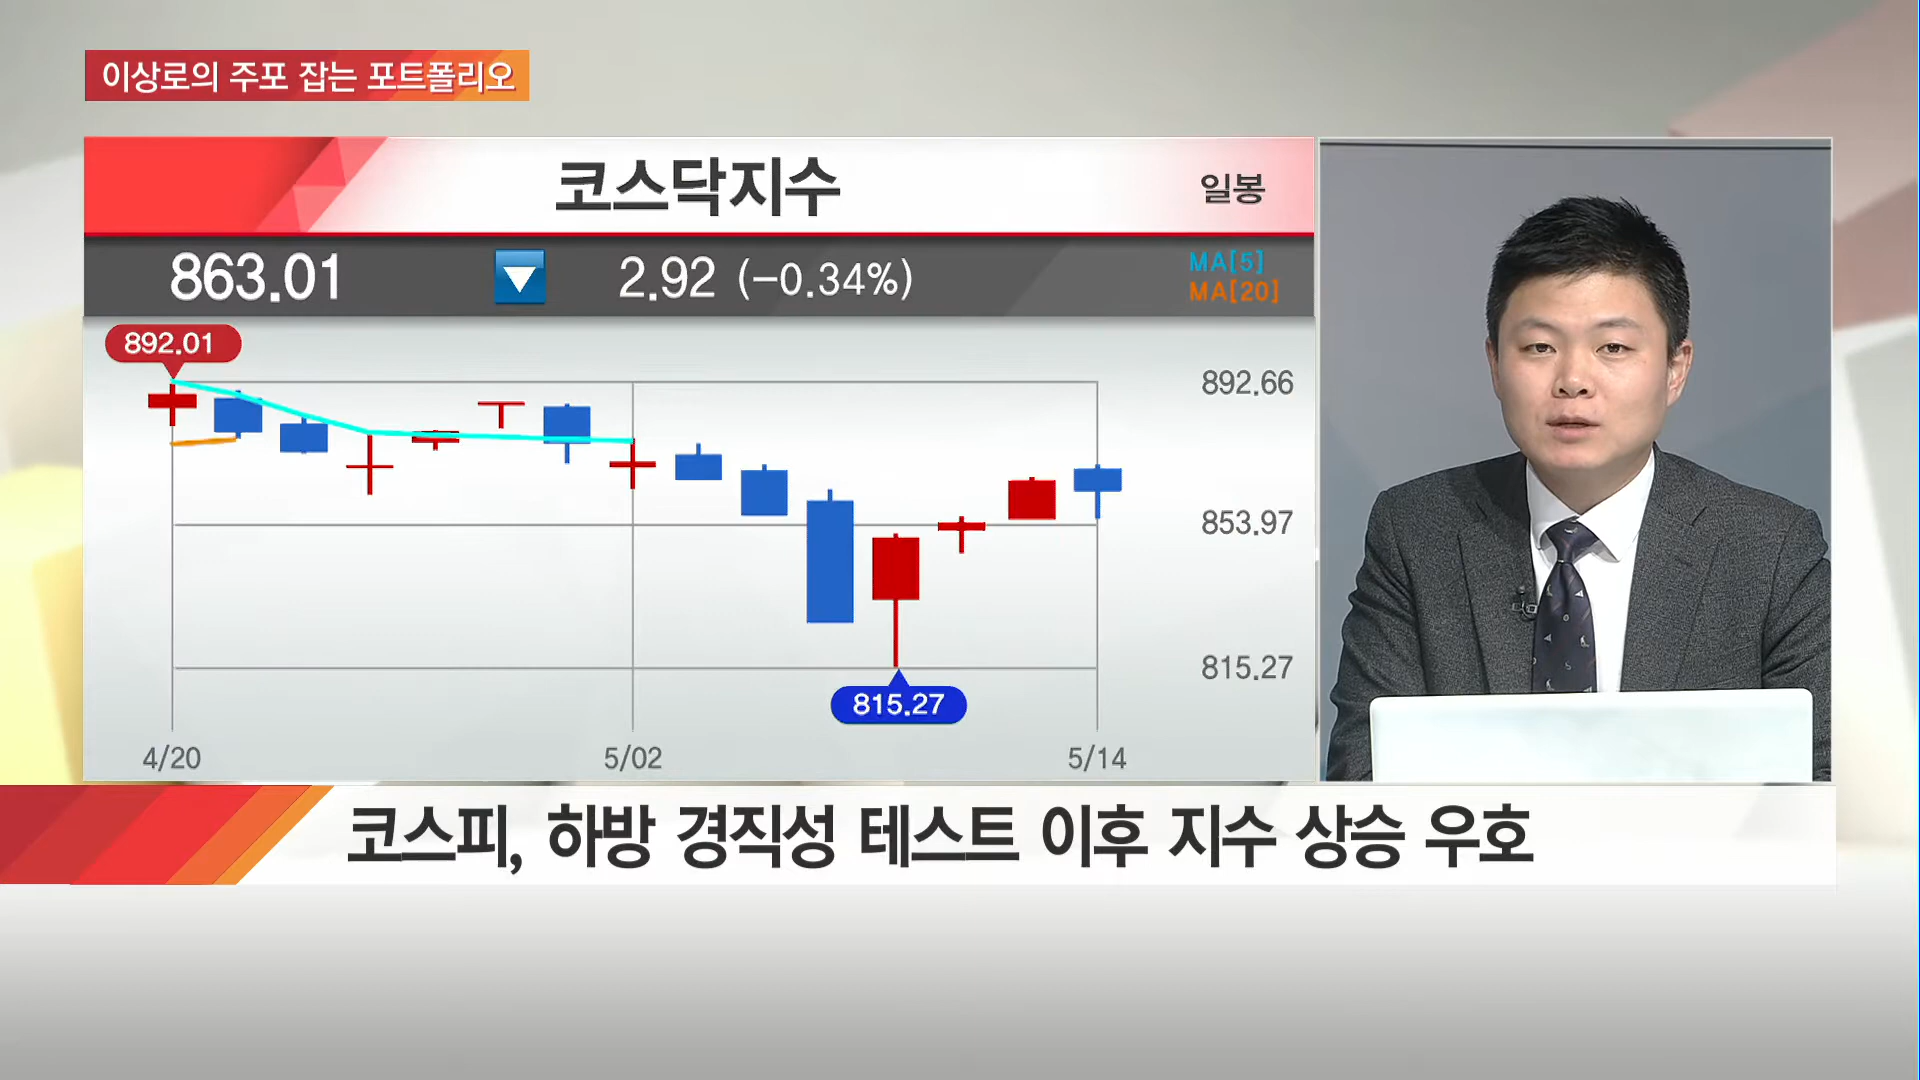 이상로의 주포 잡는 포트폴리오
코스닥지수
일봉
863.01 2.92 (-0.34%)
MA[5]
MA[20]
892.01
892.66
853.97
815.27
815.27
4/20 5/02 5/14
코스피, 하방 경직성 테스트 이후 지수 상승 우호